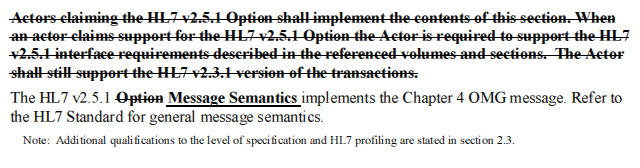 Actors claiming the HL7 v2.5.1 Option shall implement the contents of this section. When
an actor claims support for the HL7 v2.5.1 Option the Actor is required to support the HL7
v2.5.1 interface requirements described in the referenced volumes and sections.  The Actor
shall still support the HL7 v2.3.1 version of the transactions.
The HL7 v2.5.1 Option Message Semantics implements the Chapter 4 OMG message. Refer to
the HL7 Standard for general message semantics.
Note:  Additional qualifications to the level of specification and HL7 profiling are stated in section 2.3.